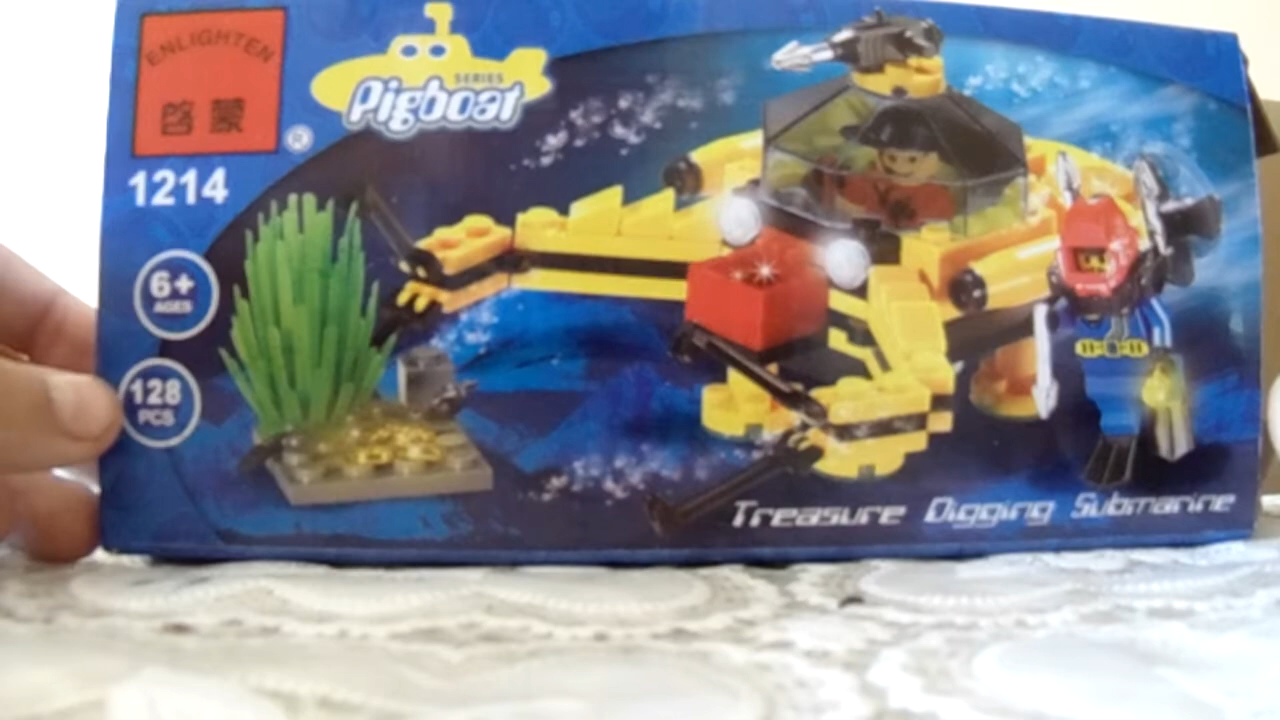 ENLIGHTEN
启蒙
®
1214
SERIES
Pigboat
6+
AGES
128
PCS
Treasure Digging Submarine